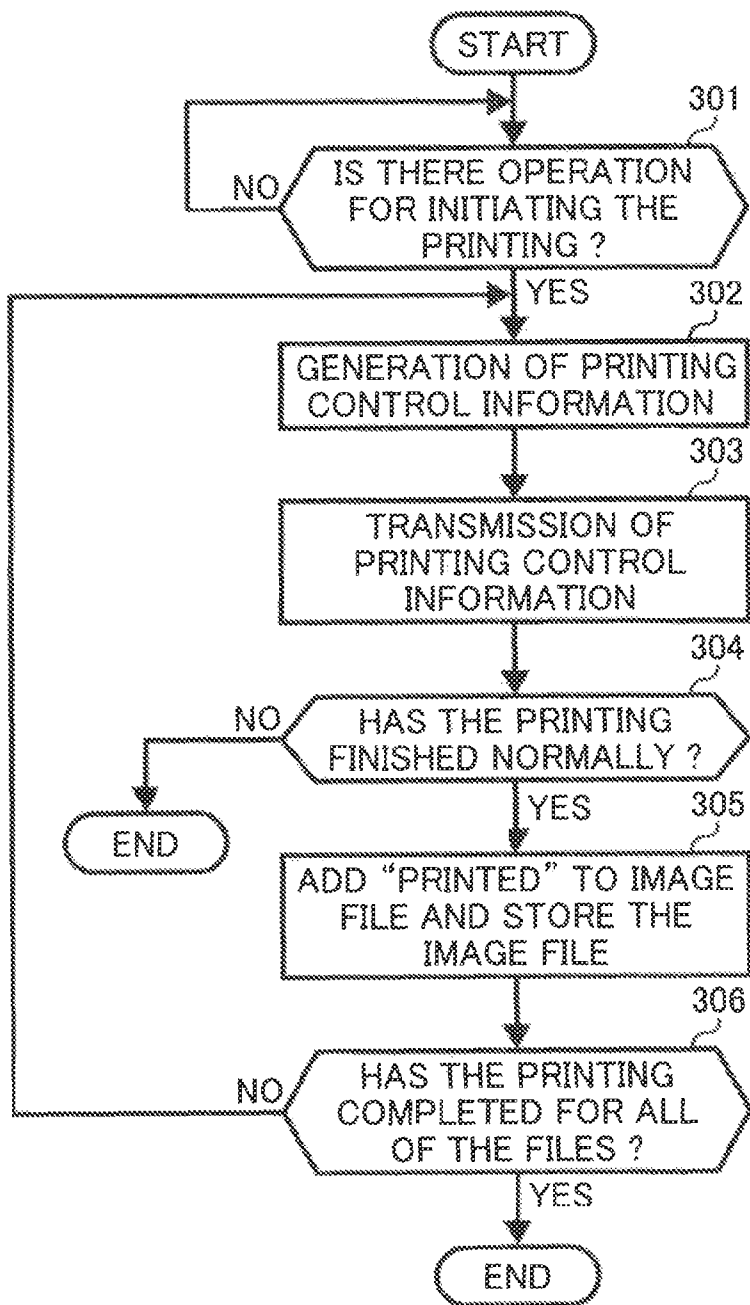 START
301
IS THERE OPERATION
FOR INITIATING THE
PRINTING ?
NO
YES
302
GENERATION OF PRINTING
CONTROL INFORMATION
303
TRANSMISSION OF
PRINTING CONTROL
INFORMATION
304
HAS THE PRINTING
FINISHED NORMALLY ?
NO
YES
END
305
ADD “PRINTED” TO IMAGE
FILE AND STORE THE
IMAGE FILE
306
HAS THE PRINTING
COMPLETED FOR ALL
OF THE FILES ?
NO
YES
END